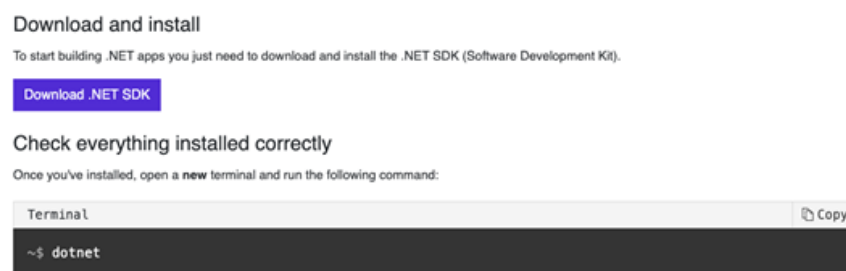 Download and install
To start building .NET apps you just need to download and install the .NET SDK (Software Development Kit).
Download .NET SDK
Check everything installed correctly
Once you've installed, open a new terminal and run the following command:
Terminal Copy
~$ dotnet